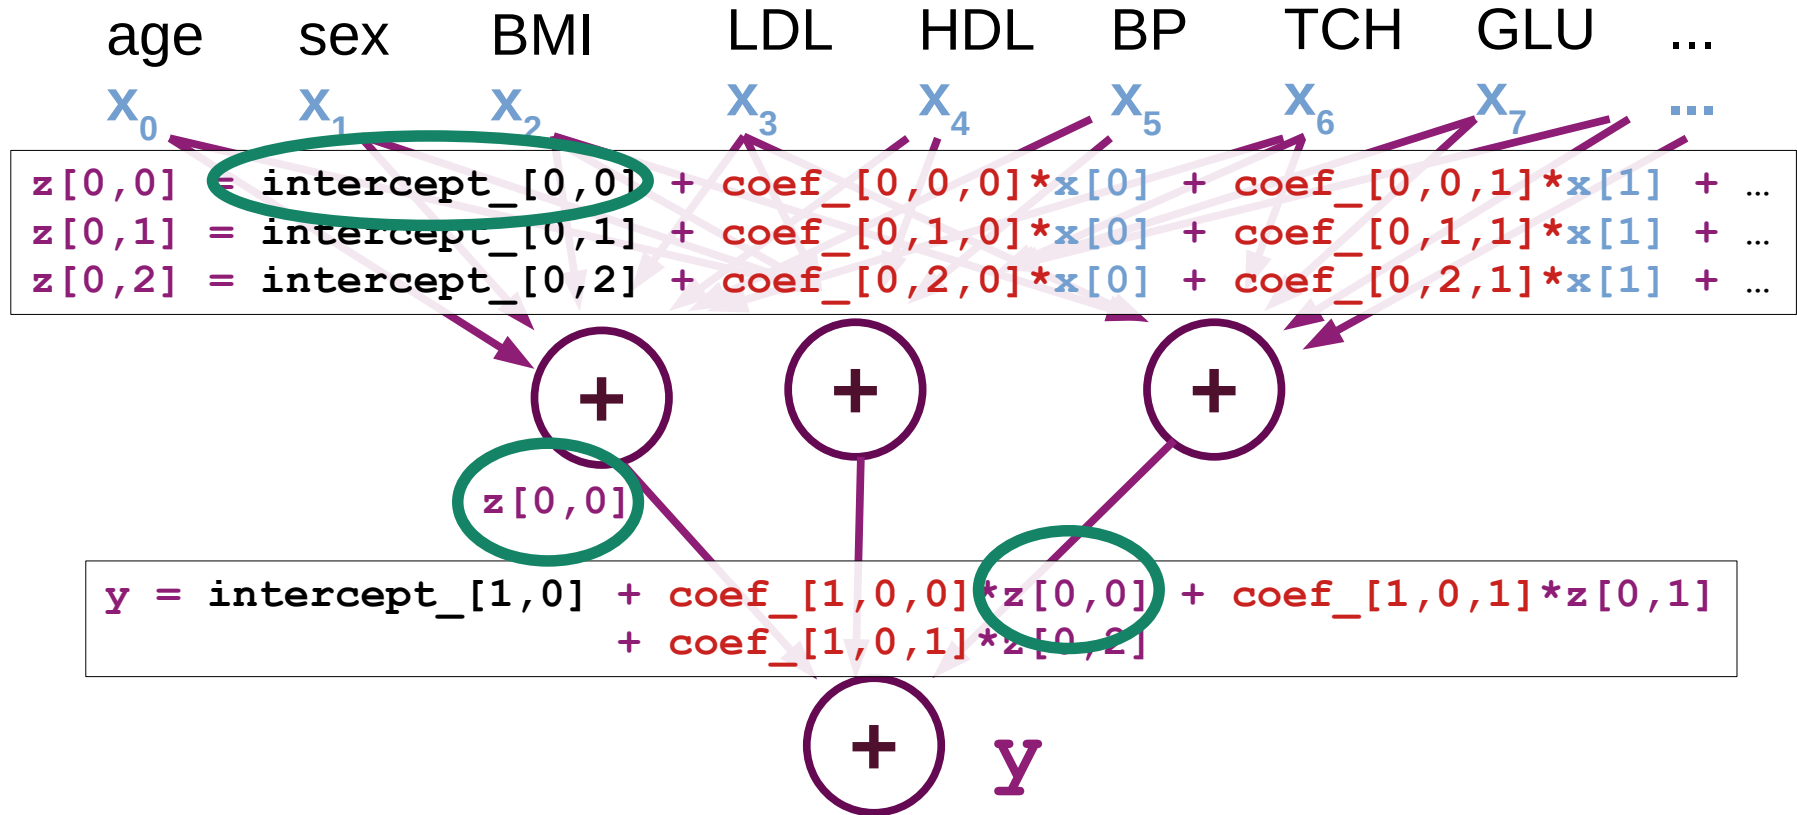 age sex BMI LDL HDL BP TCH GLU ...
x0 x1 x2 x3 x4 x5 x6 x7 ...
z[0,0] = intercept_[0,0] + coef_[0,0,0]*x[0] + coef_[0,0,1]*x[1] + …
z[0,1] = intercept_[0,1] + coef_[0,1,0]*x[0] + coef_[0,1,1]*x[1] + …
z[0,2] = intercept_[0,2] + coef_[0,2,0]*x[0] + coef_[0,2,1]*x[1] + …
+ + +
z[0,0]
y = intercept_[1,0] + coef_[1,0,0]*z[0,0] + coef_[1,0,1]*z[0,1]
+ coef_[1,0,1]*z[0,2]
+ y